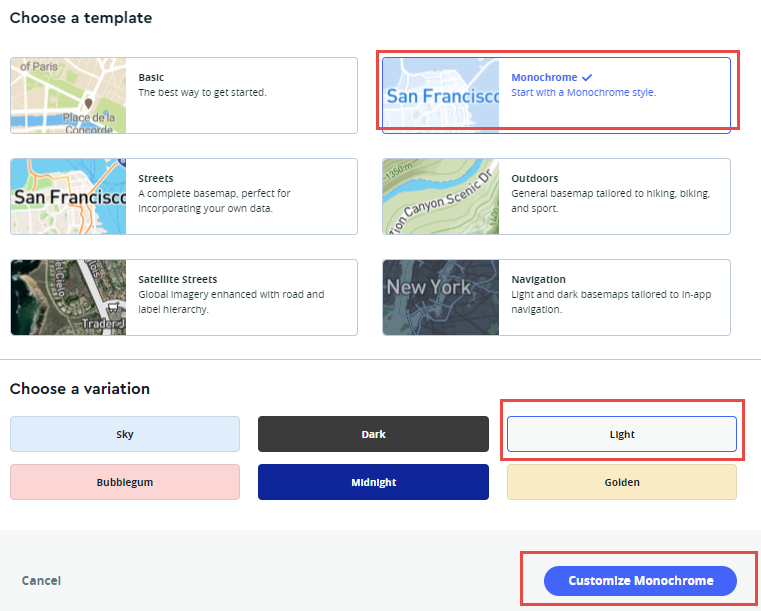 Choose a template
of Paris
Place de la
Concorde
Basic
The best way to get started.
San Francisco
Monochrome
Start with a Monochrome style.
San Francisco
Streets
A complete basemap, perfect for
incorporating your own data.
1350m
Canyon Scenic Dr
Outdoors
General basemap tailored to hiking, biking,
and sport.
Trader J
Satellite Streets
Global imagery enhanced with road and
label hierarchy.
New York
Navigation
Light and dark basemaps tailored to in-app
navigation.
Choose a variation
Sky
Dark
Light
Bubblegum
Midnight
Golden
Cancel
Customize Monochrome